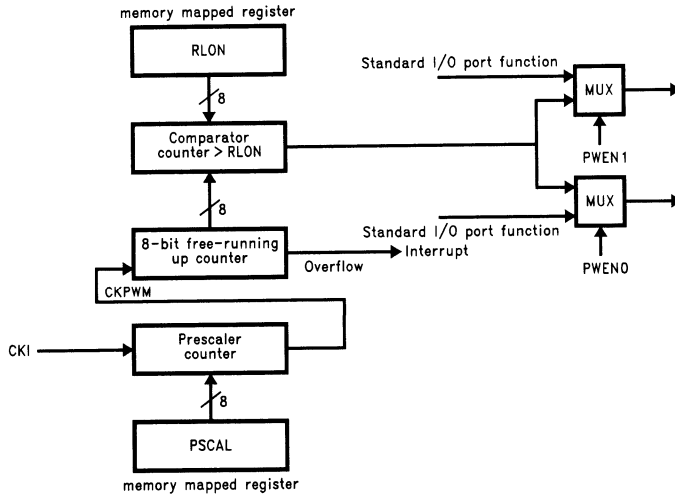 memory mapped register
RLON
8
Comparator
counter > RLON
8
8-bit free-running
up counter
Overflow
Interrupt
CKPWM
CKI
Prescaler
counter
8
PSCAL
memory mapped register
Standard I/O port function
MUX
PWEN1
MUX
Standard I/O port function
PWEN0